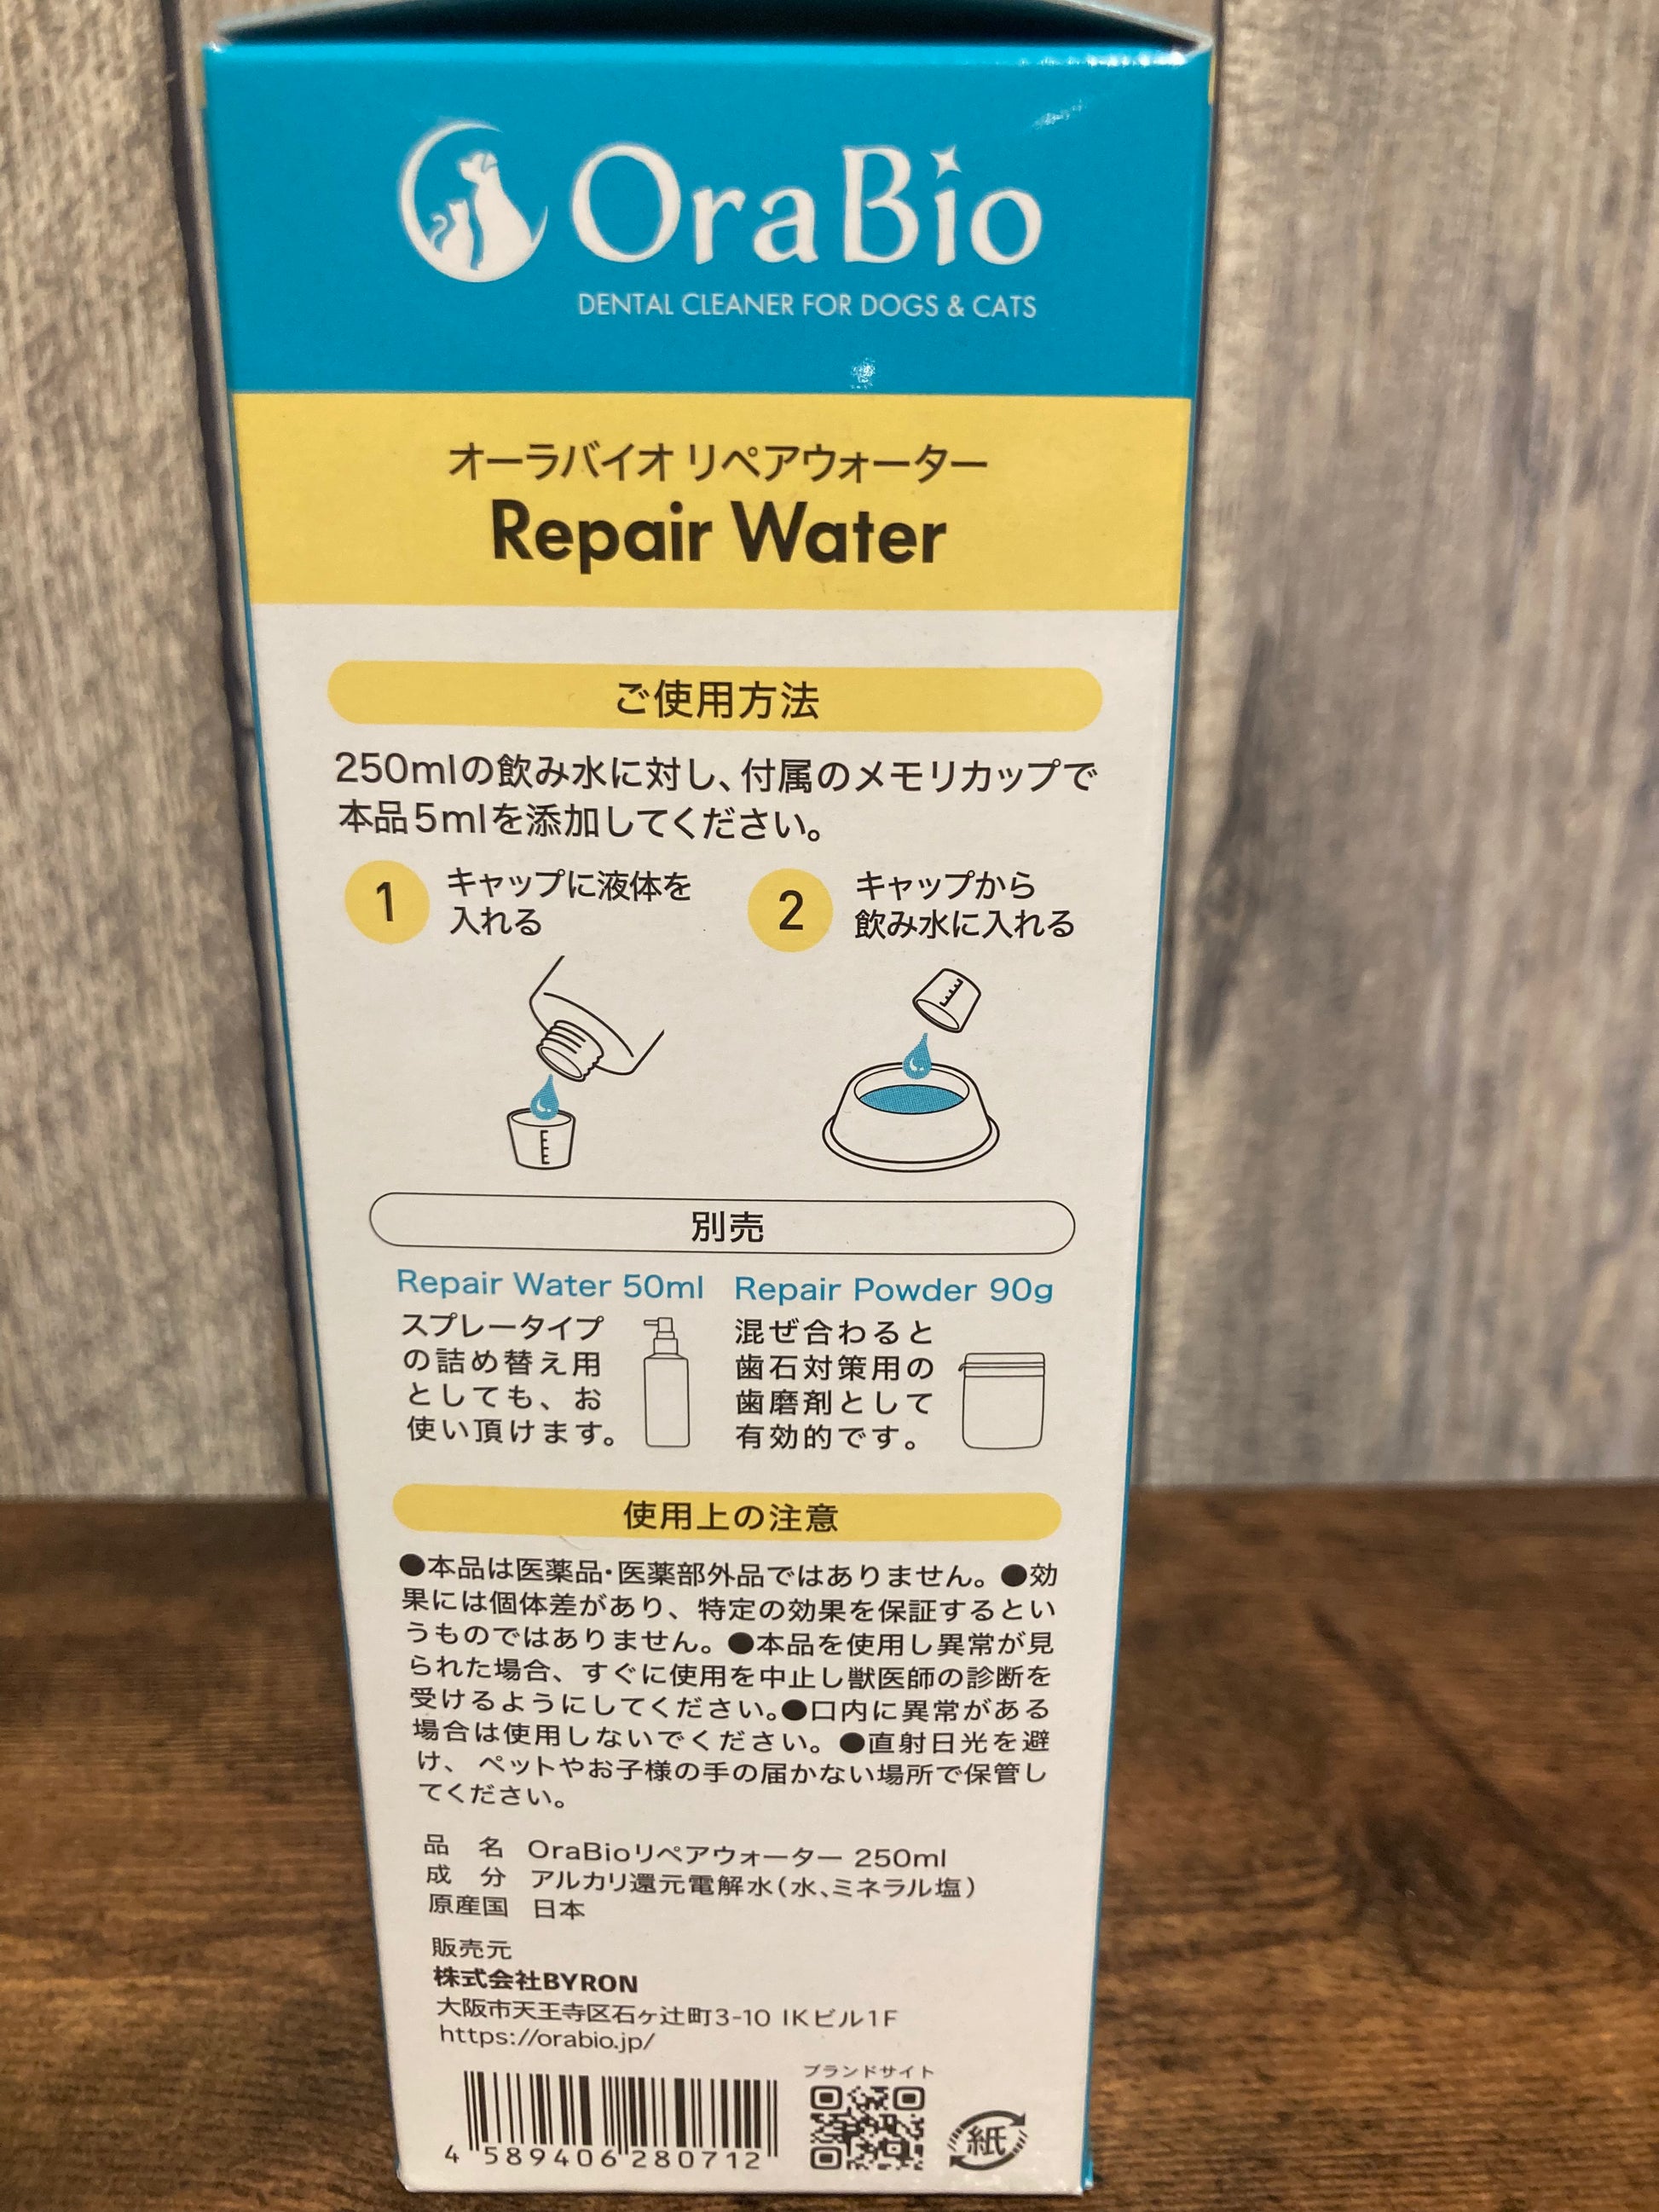 OraBio
DENTAL CLEANER FOR DOGS & CATS
オーラバイオ リペアウォーター
Repair Water
ご使用方法
250mlの飲み水に対し、付属のメモリカップで
本品5mlを添加してください。
1 キャップに液体を
入れる
2 キャップから
飲み水に入れる
別売
Repair Water 50ml
スプレータイプ
の詰め替え用
としても、お
使い頂けます。
Repair Powder 90g
混ぜ合わると
歯石対策用の
歯磨剤として
有効的です。
使用上の注意
●本品は医薬品・医薬部外品ではありません。●効
果には個体差があり、特定の効果を保証するとい
うものではありません。●本品を使用し異常が見
られた場合、すぐに使用を中止し獣医師の診断を
受けるようにしてください。●口内に異常がある
場合は使用しないでください。●直射日光を避
け、ペットやお子様の手の届かない場所で保管し
てください。
品　名 OraBioリペアウォーター 250ml
成　分 アルカリ還元電解水(水、ミネラル塩)
原産国 日本
販売元
株式会社BYRON
大阪市天王寺区石ヶ辻町3-10 IKビル1F
https://orabio.jp/
ブランドサイト
4 589406 280712
紙